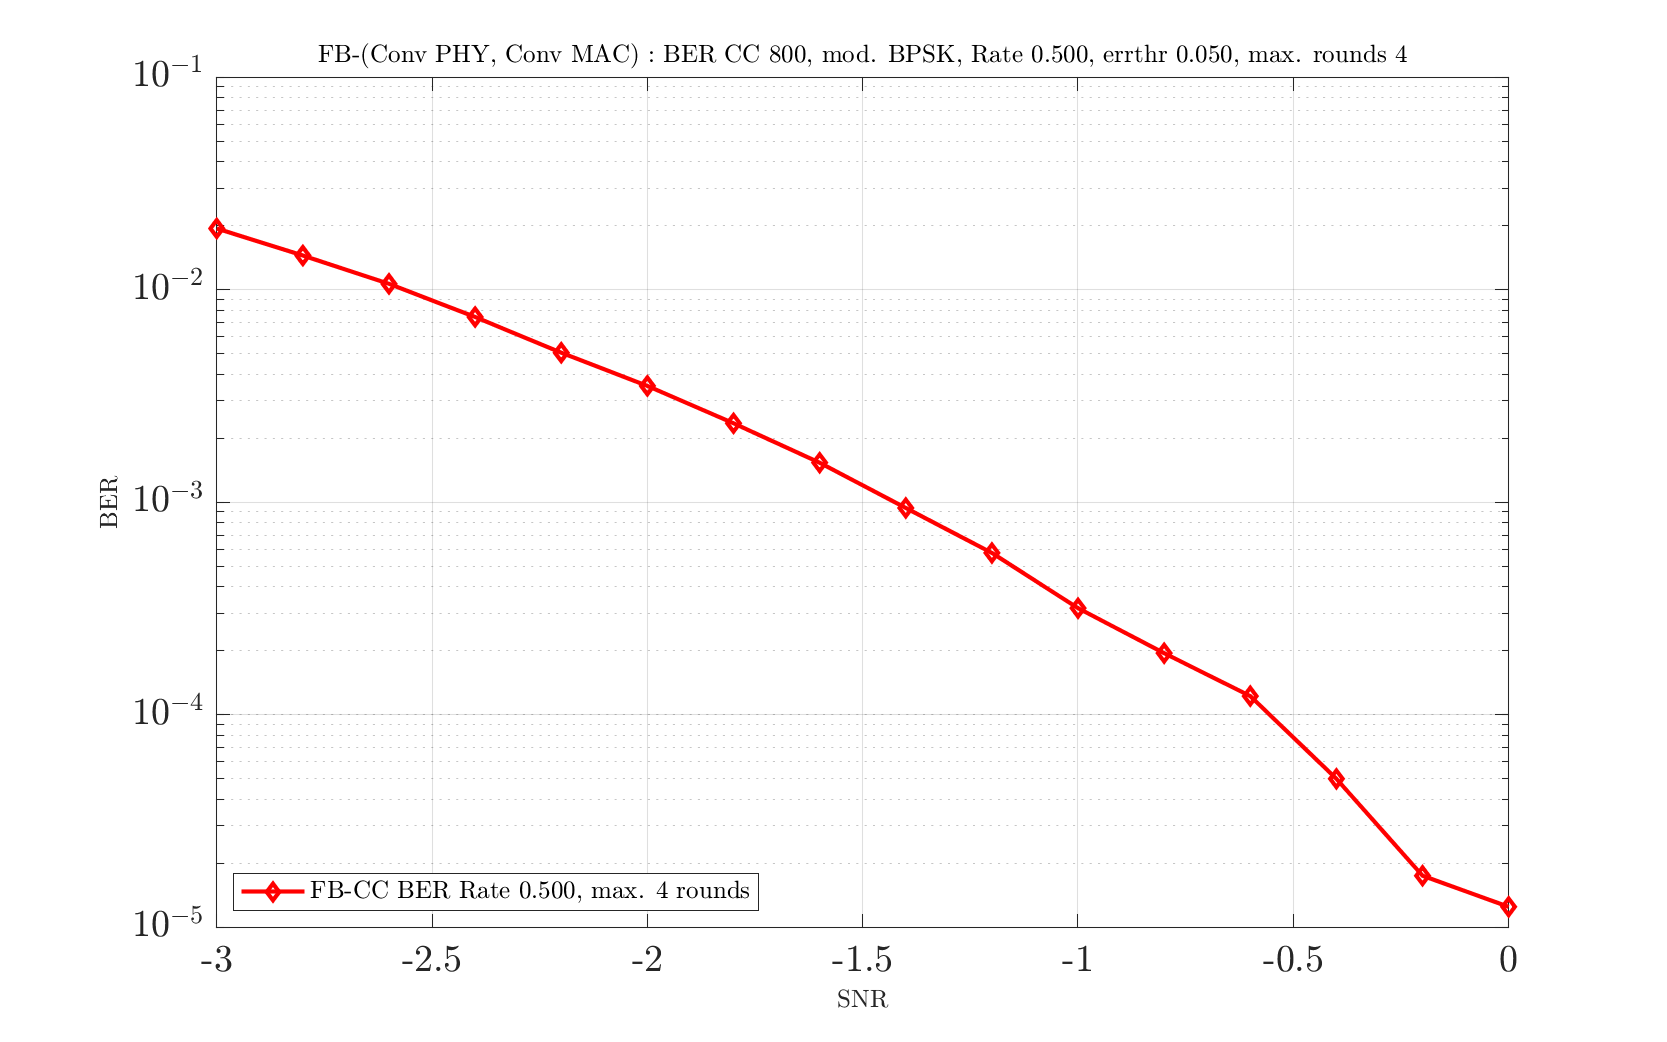 FB-(Conv PHY, Conv MAC) : BER CC 800, mod. BPSK, Rate 0.500, errthr 0.050, max. rounds 4
10^{-1}
10^{-2}
10^{-3}
10^{-4}
10^{-5}
BER
FB-CC BER Rate 0.500, max. 4 rounds
-3 -2.5 -2 -1.5 -1 -0.5 0
SNR